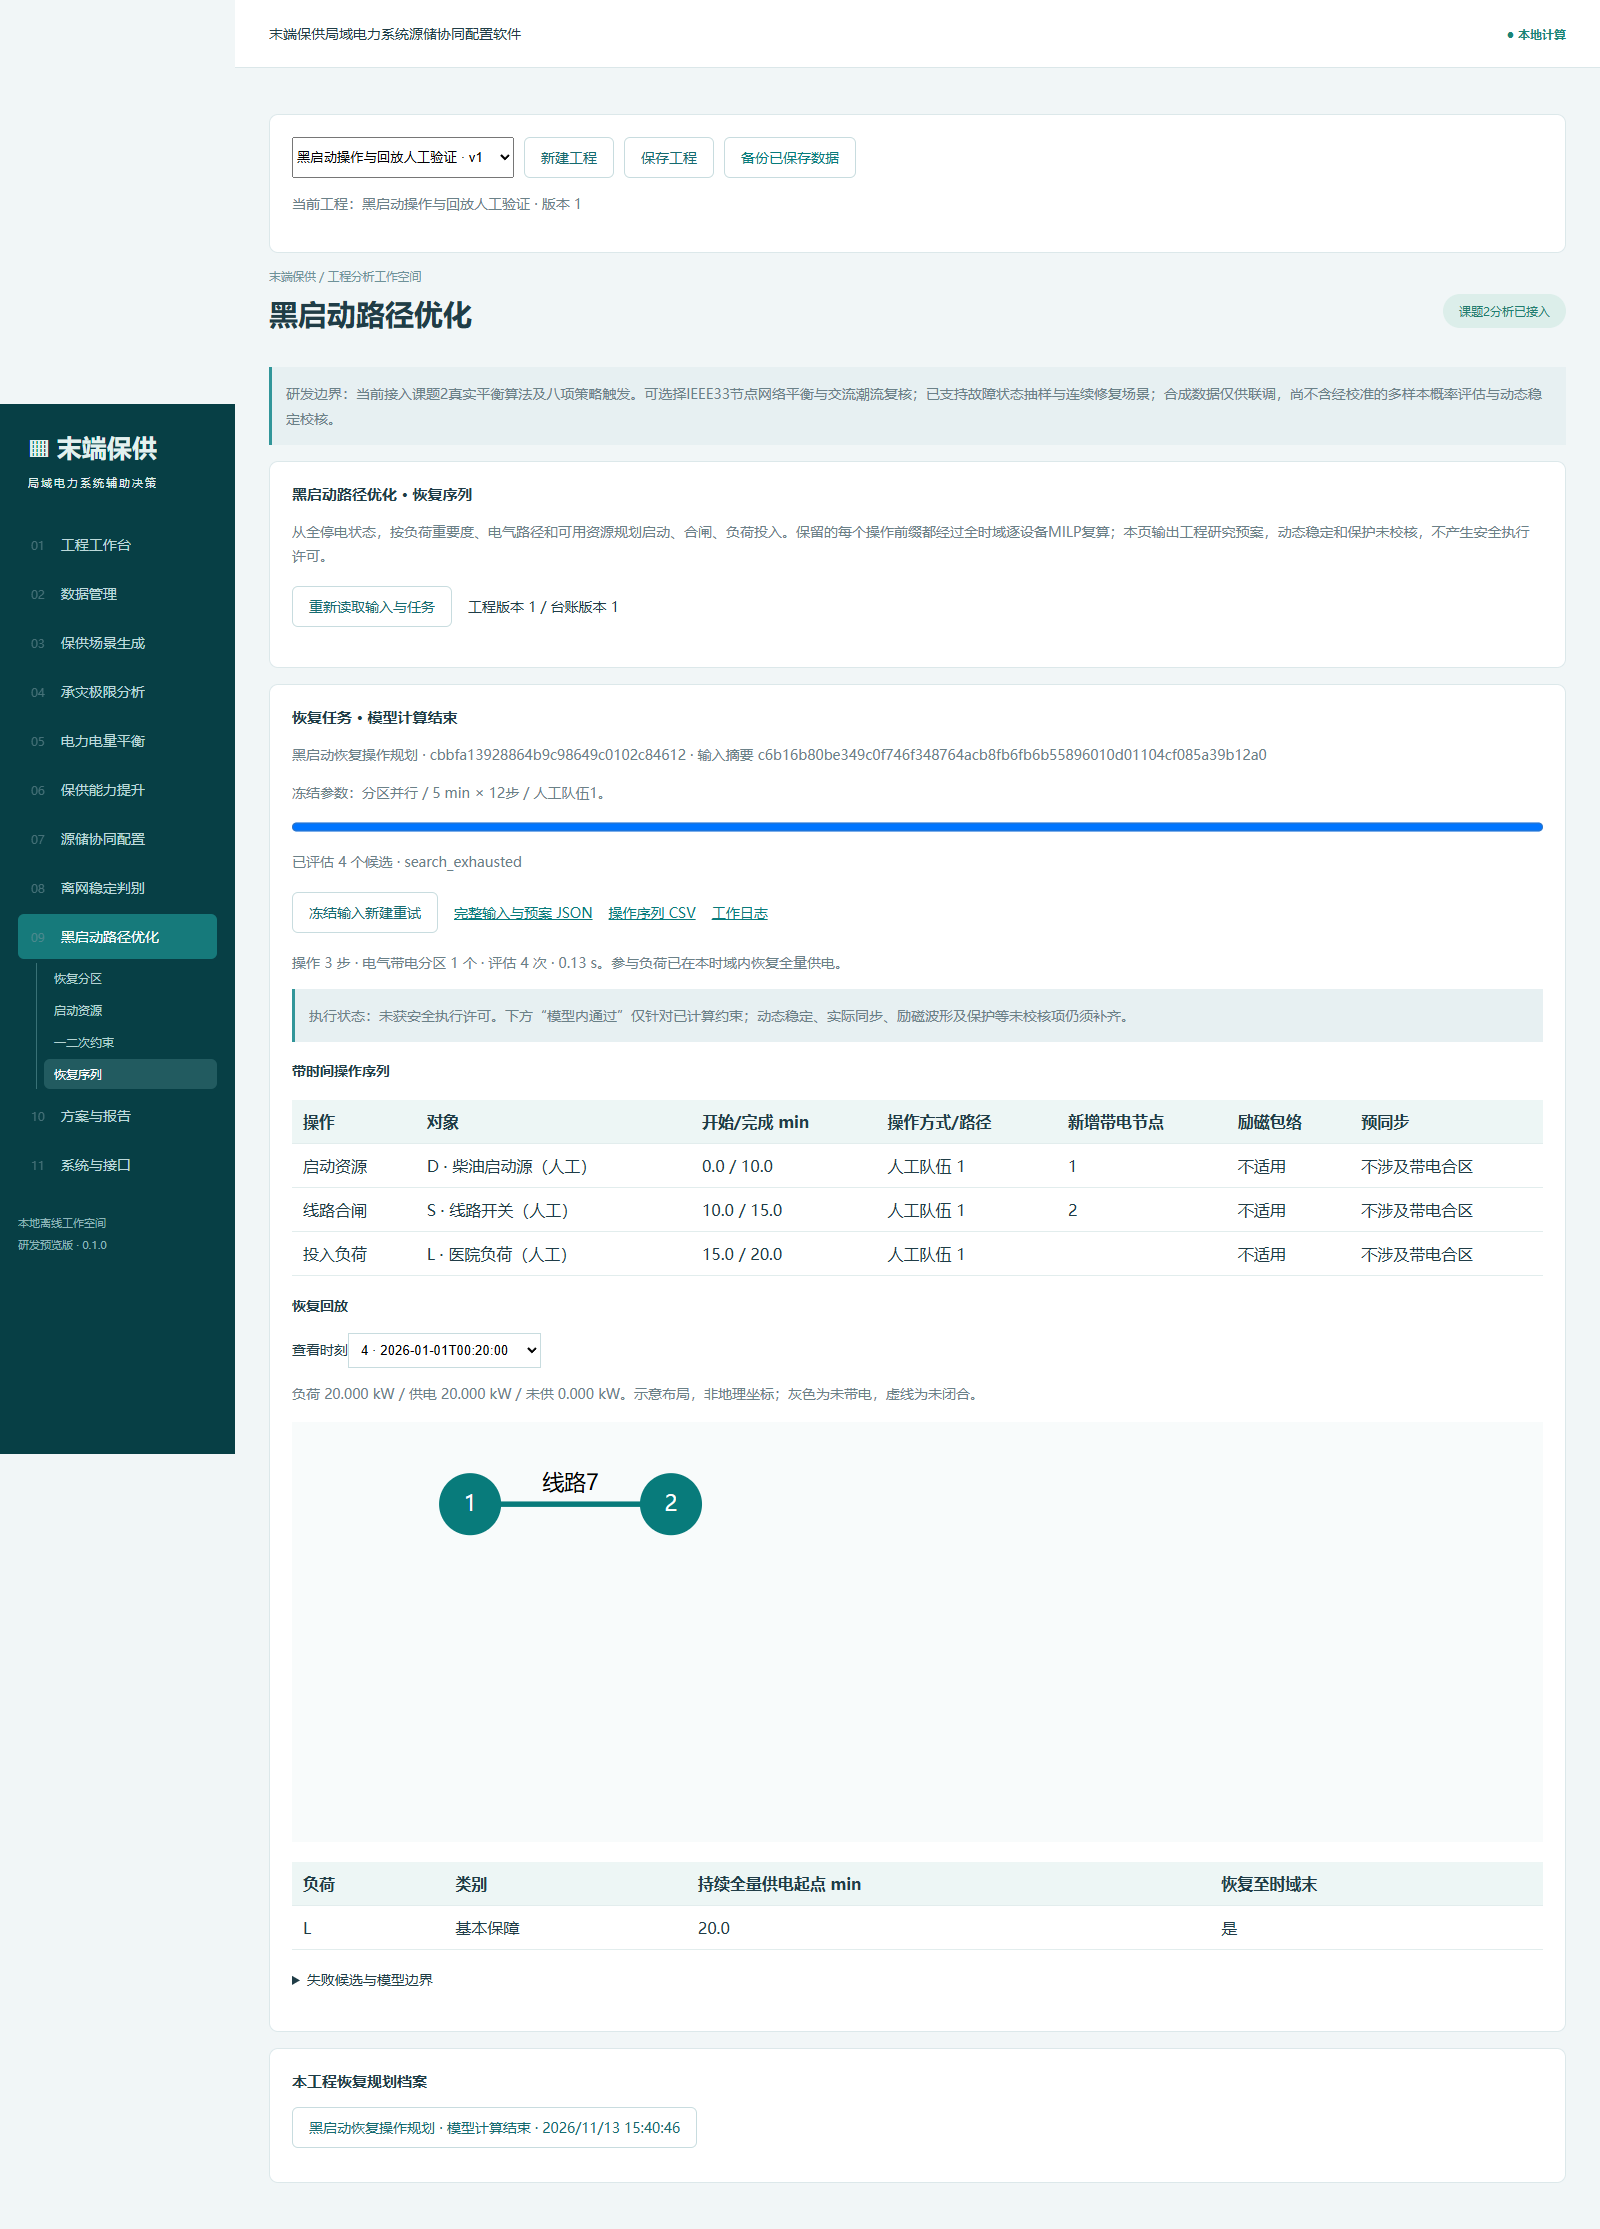 末端保供局域电力系统源储协同配置软件
● 本地计算
黑启动操作与回放人工验证 · v1
新建工程
保存工程
备份已保存数据
当前工程：黑启动操作与回放人工验证 · 版本 1
末端保供 / 工程分析工作空间
黑启动路径优化
课题2分析已接入
研发边界：当前接入课题2真实平衡算法及八项策略触发。可选择IEEE33节点网络平衡与交流潮流复核；已支持故障状态抽样与连续修复场景；合成数据仅供联调，尚不含经校准的多样本概率评估与动态稳
定校核。
▦ 末端保供
局域电力系统辅助决策
01 工程工作台
02 数据管理
03 保供场景生成
04 承灾极限分析
05 电力电量平衡
06 保供能力提升
07 源储协同配置
08 离网稳定判别
09 黑启动路径优化
恢复分区
启动资源
一二次约束
恢复序列
10 方案与报告
11 系统与接口
本地离线工作空间
研发预览版 · 0.1.0
黑启动路径优化 • 恢复序列
从全停电状态，按负荷重要度、电气路径和可用资源规划启动、合闸、负荷投入。保留的每个操作前缀都经过全时域逐设备MILP复算；本页输出工程研究预案，动态稳定和保护未校核，不产生安全执行
许可。
重新读取输入与任务
工程版本 1 / 台账版本 1
恢复任务 • 模型计算结束
黑启动恢复操作规划 · cbbfa13928864b9c98649c0102c84612 · 输入摘要 c6b16b80be349c0f746f348764acb8fb6fb6b55896010d01104cf085a39b12a0
冻结参数：分区并行 / 5 min × 12步 / 人工队伍1。
已评估 4 个候选 · search_exhausted
冻结输入新建重试
完整输入与预案 JSON
操作序列 CSV
工作日志
操作 3 步 · 电气带电分区 1 个 · 评估 4 次 · 0.13 s。参与负荷已在本时域内恢复全量供电。
执行状态：未获安全执行许可。下方“模型内通过”仅针对已计算约束；动态稳定、实际同步、励磁波形及保护等未校核项仍须补齐。
带时间操作序列
操作 对象 开始/完成 min 操作方式/路径 新增带电节点 励磁包络 预同步
启动资源 D · 柴油启动源（人工） 0.0 / 10.0 人工队伍 1 1 不适用 不涉及带电合区
线路合闸 S · 线路开关（人工） 10.0 / 15.0 人工队伍 1 2 不适用 不涉及带电合区
投入负荷 L · 医院负荷（人工） 15.0 / 20.0 人工队伍 1 不适用 不涉及带电合区
恢复回放
查看时刻 4 · 2026-01-01T00:20:00
负荷 20.000 kW / 供电 20.000 kW / 未供 0.000 kW。示意布局，非地理坐标；灰色为未带电，虚线为未闭合。
1 线路7 2
负荷 类别 持续全量供电起点 min 恢复至时域末
L 基本保障 20.0 是
▶ 失败候选与模型边界
本工程恢复规划档案
黑启动恢复操作规划 · 模型计算结束 · 2026/11/13 15:40:46